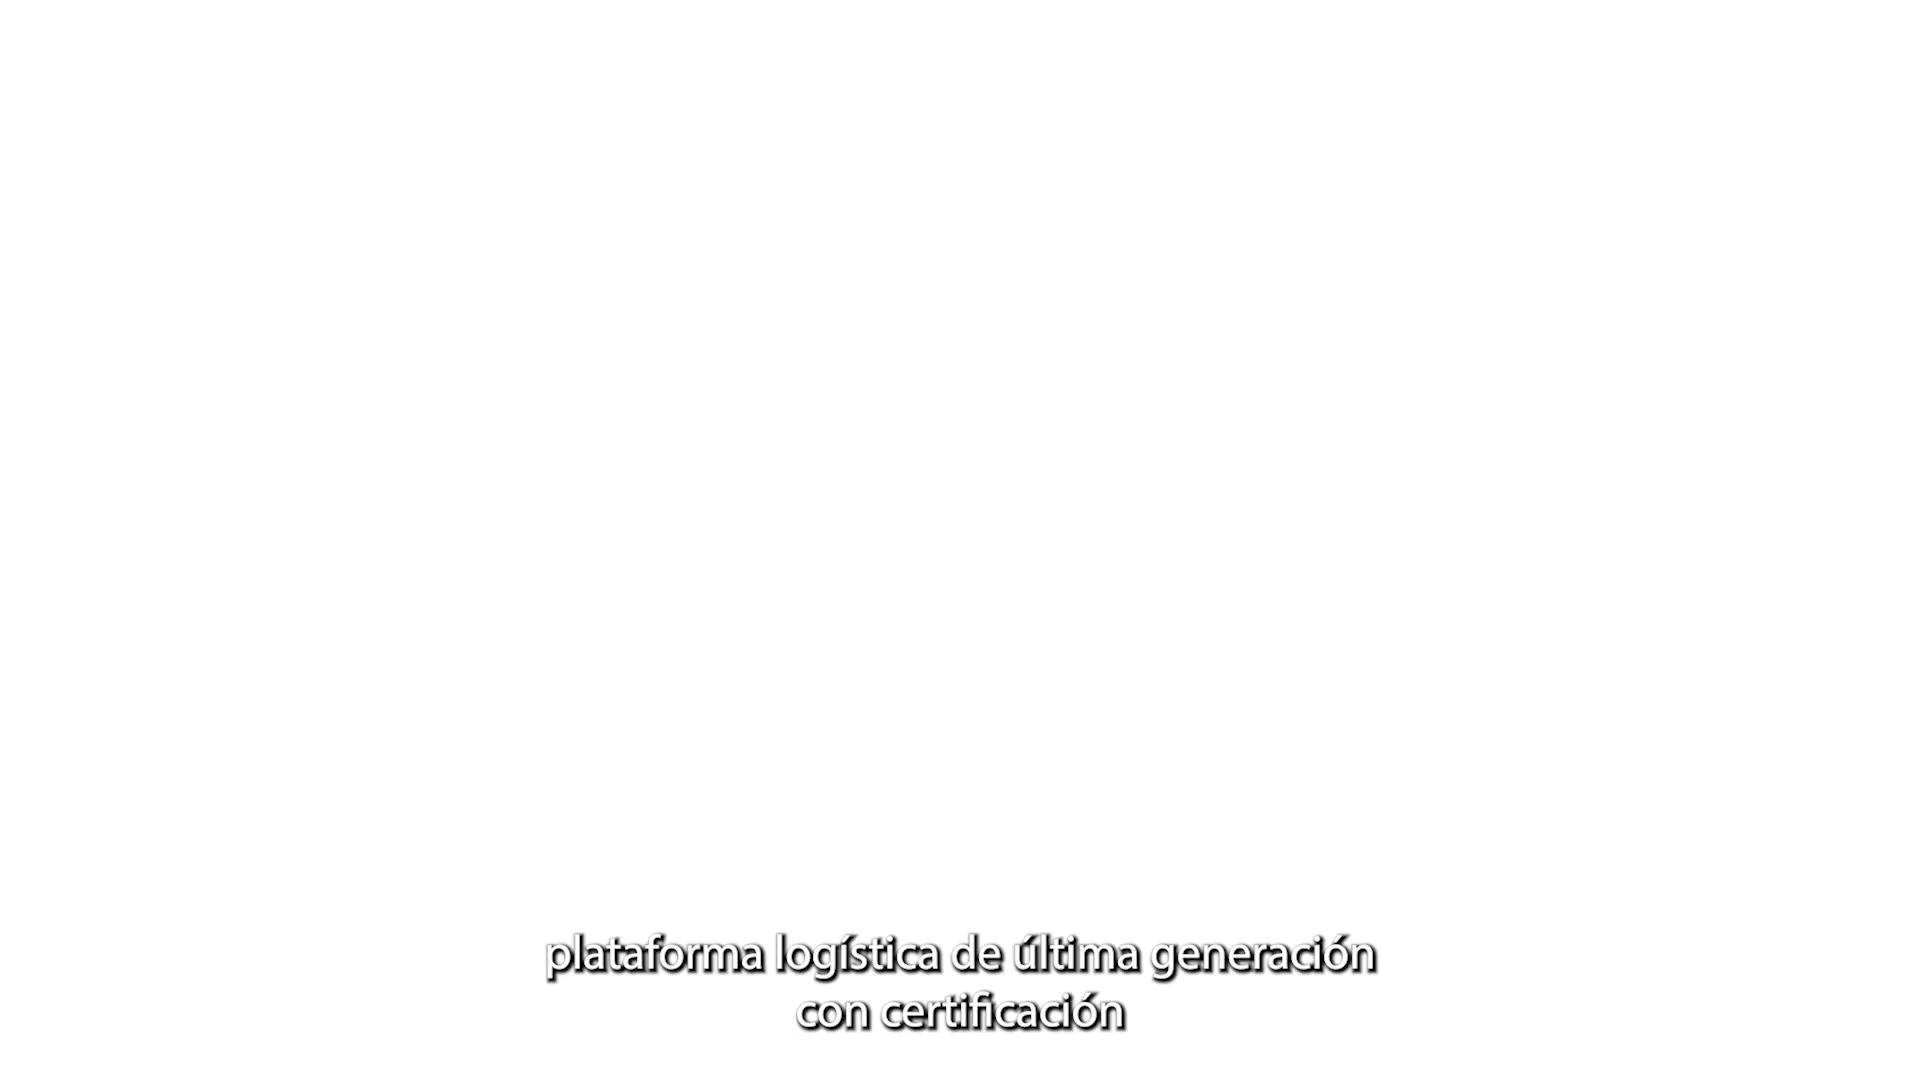 plataforma logística de última generación
con certificación